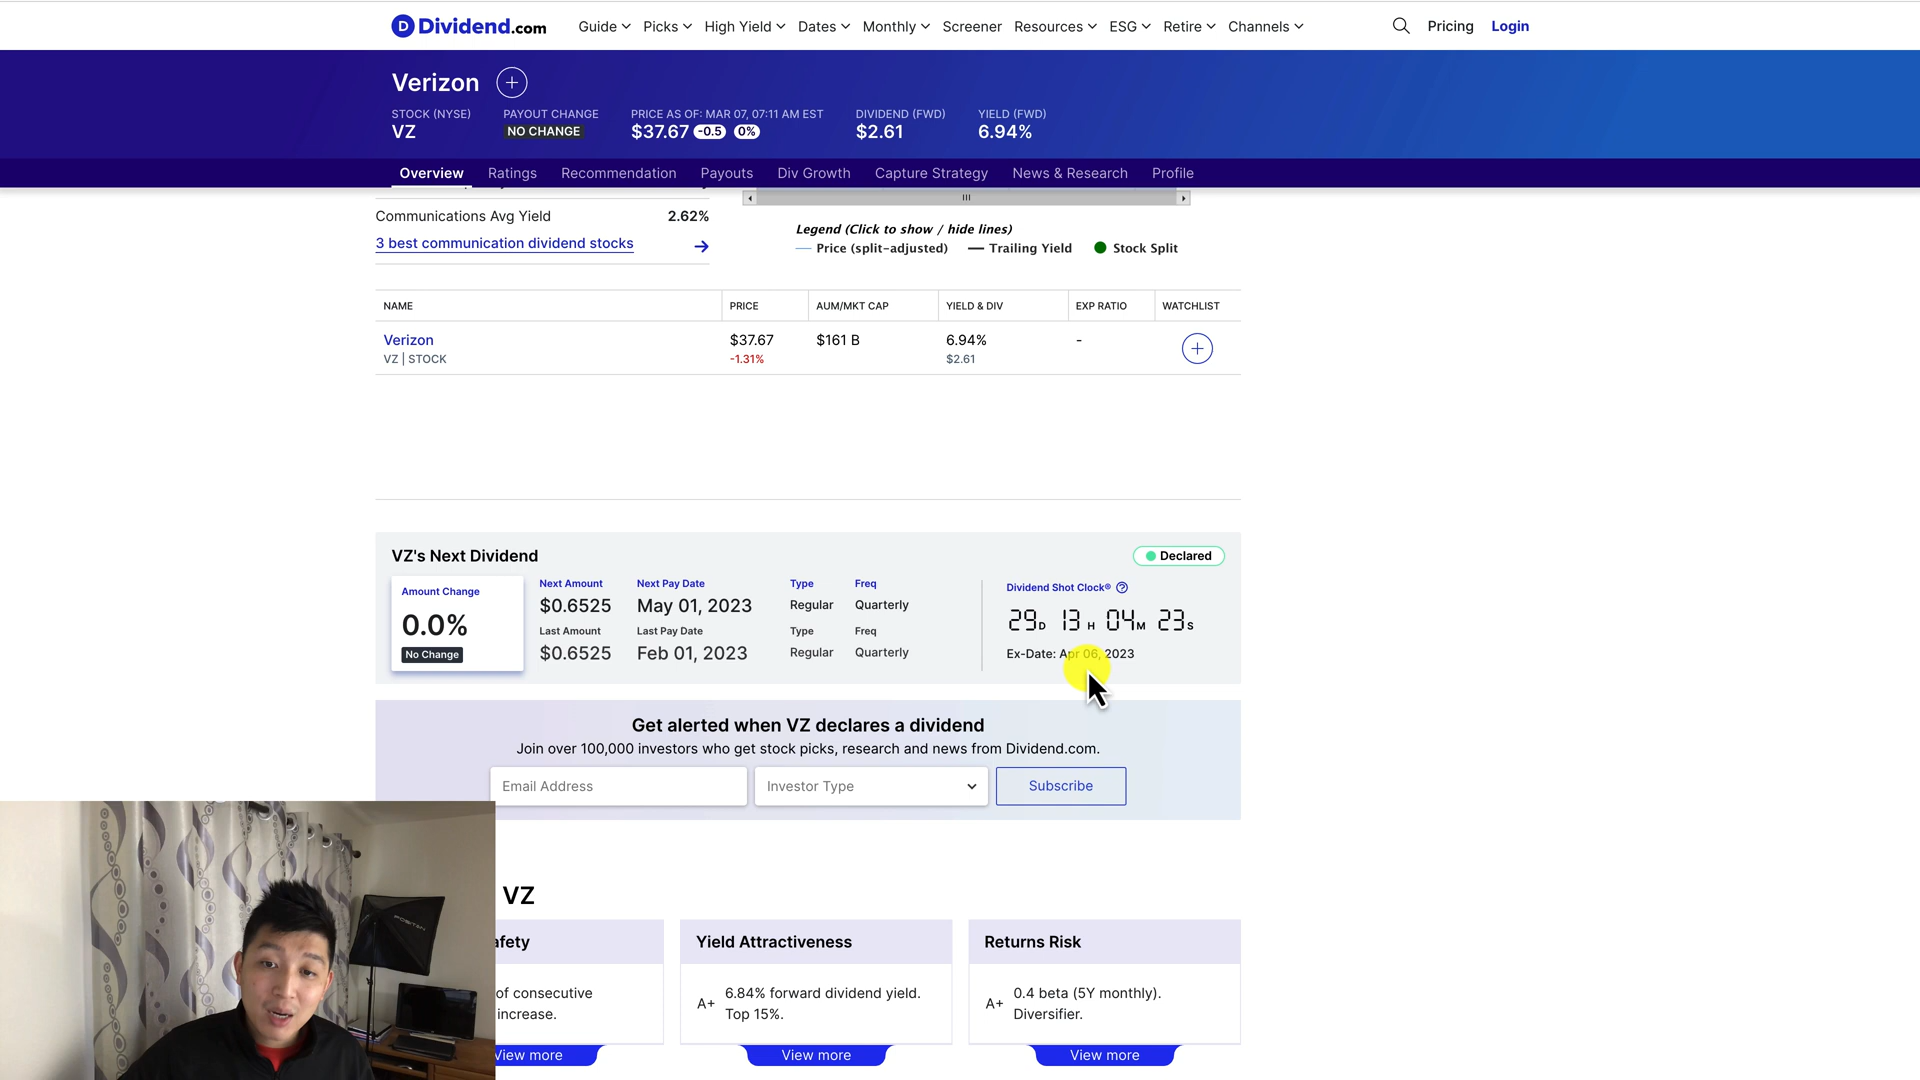 Dividend.com Guide Picks High Yield Dates Monthly Screener Resources ESG Retire Channels Pricing Login
Verizon
STOCK (NYSE) PAYOUT CHANGE PRICE AS OF: MAR 07, 07:11 AM EST DIVIDEND (FWD) YIELD (FWD)
VZ NO CHANGE $37.67 -0.5 0% $2.61 6.94%
Overview Ratings Recommendation Payouts Div Growth Capture Strategy News & Research Profile
Communications Avg Yield 2.62%
3 best communication dividend stocks
Legend (Click to show / hide lines)
Price (split-adjusted) Trailing Yield Stock Split
NAME PRICE AUM/MKT CAP YIELD & DIV EXP RATIO WATCHLIST
Verizon $37.67 $161 B 6.94% -
VZ | STOCK -1.31% $2.61
VZ's Next Dividend Declared
Amount Change Next Amount Next Pay Date Type Freq Dividend Shot Clock®
0.0% $0.6525 May 01, 2023 Regular Quarterly 29D 13H 04M 23S
Last Amount Last Pay Date Type Freq
No Change $0.6525 Feb 01, 2023 Regular Quarterly Ex-Date: Apr 06, 2023
Get alerted when VZ declares a dividend
Join over 100,000 investors who get stock picks, research and news from Dividend.com.
Email Address Investor Type Subscribe
VZ
afety Yield Attractiveness Returns Risk
of consecutive A+ 6.84% forward dividend yield. A+ 0.4 beta (5Y monthly).
increase. Top 15%. Diversifier.
View more View more View more